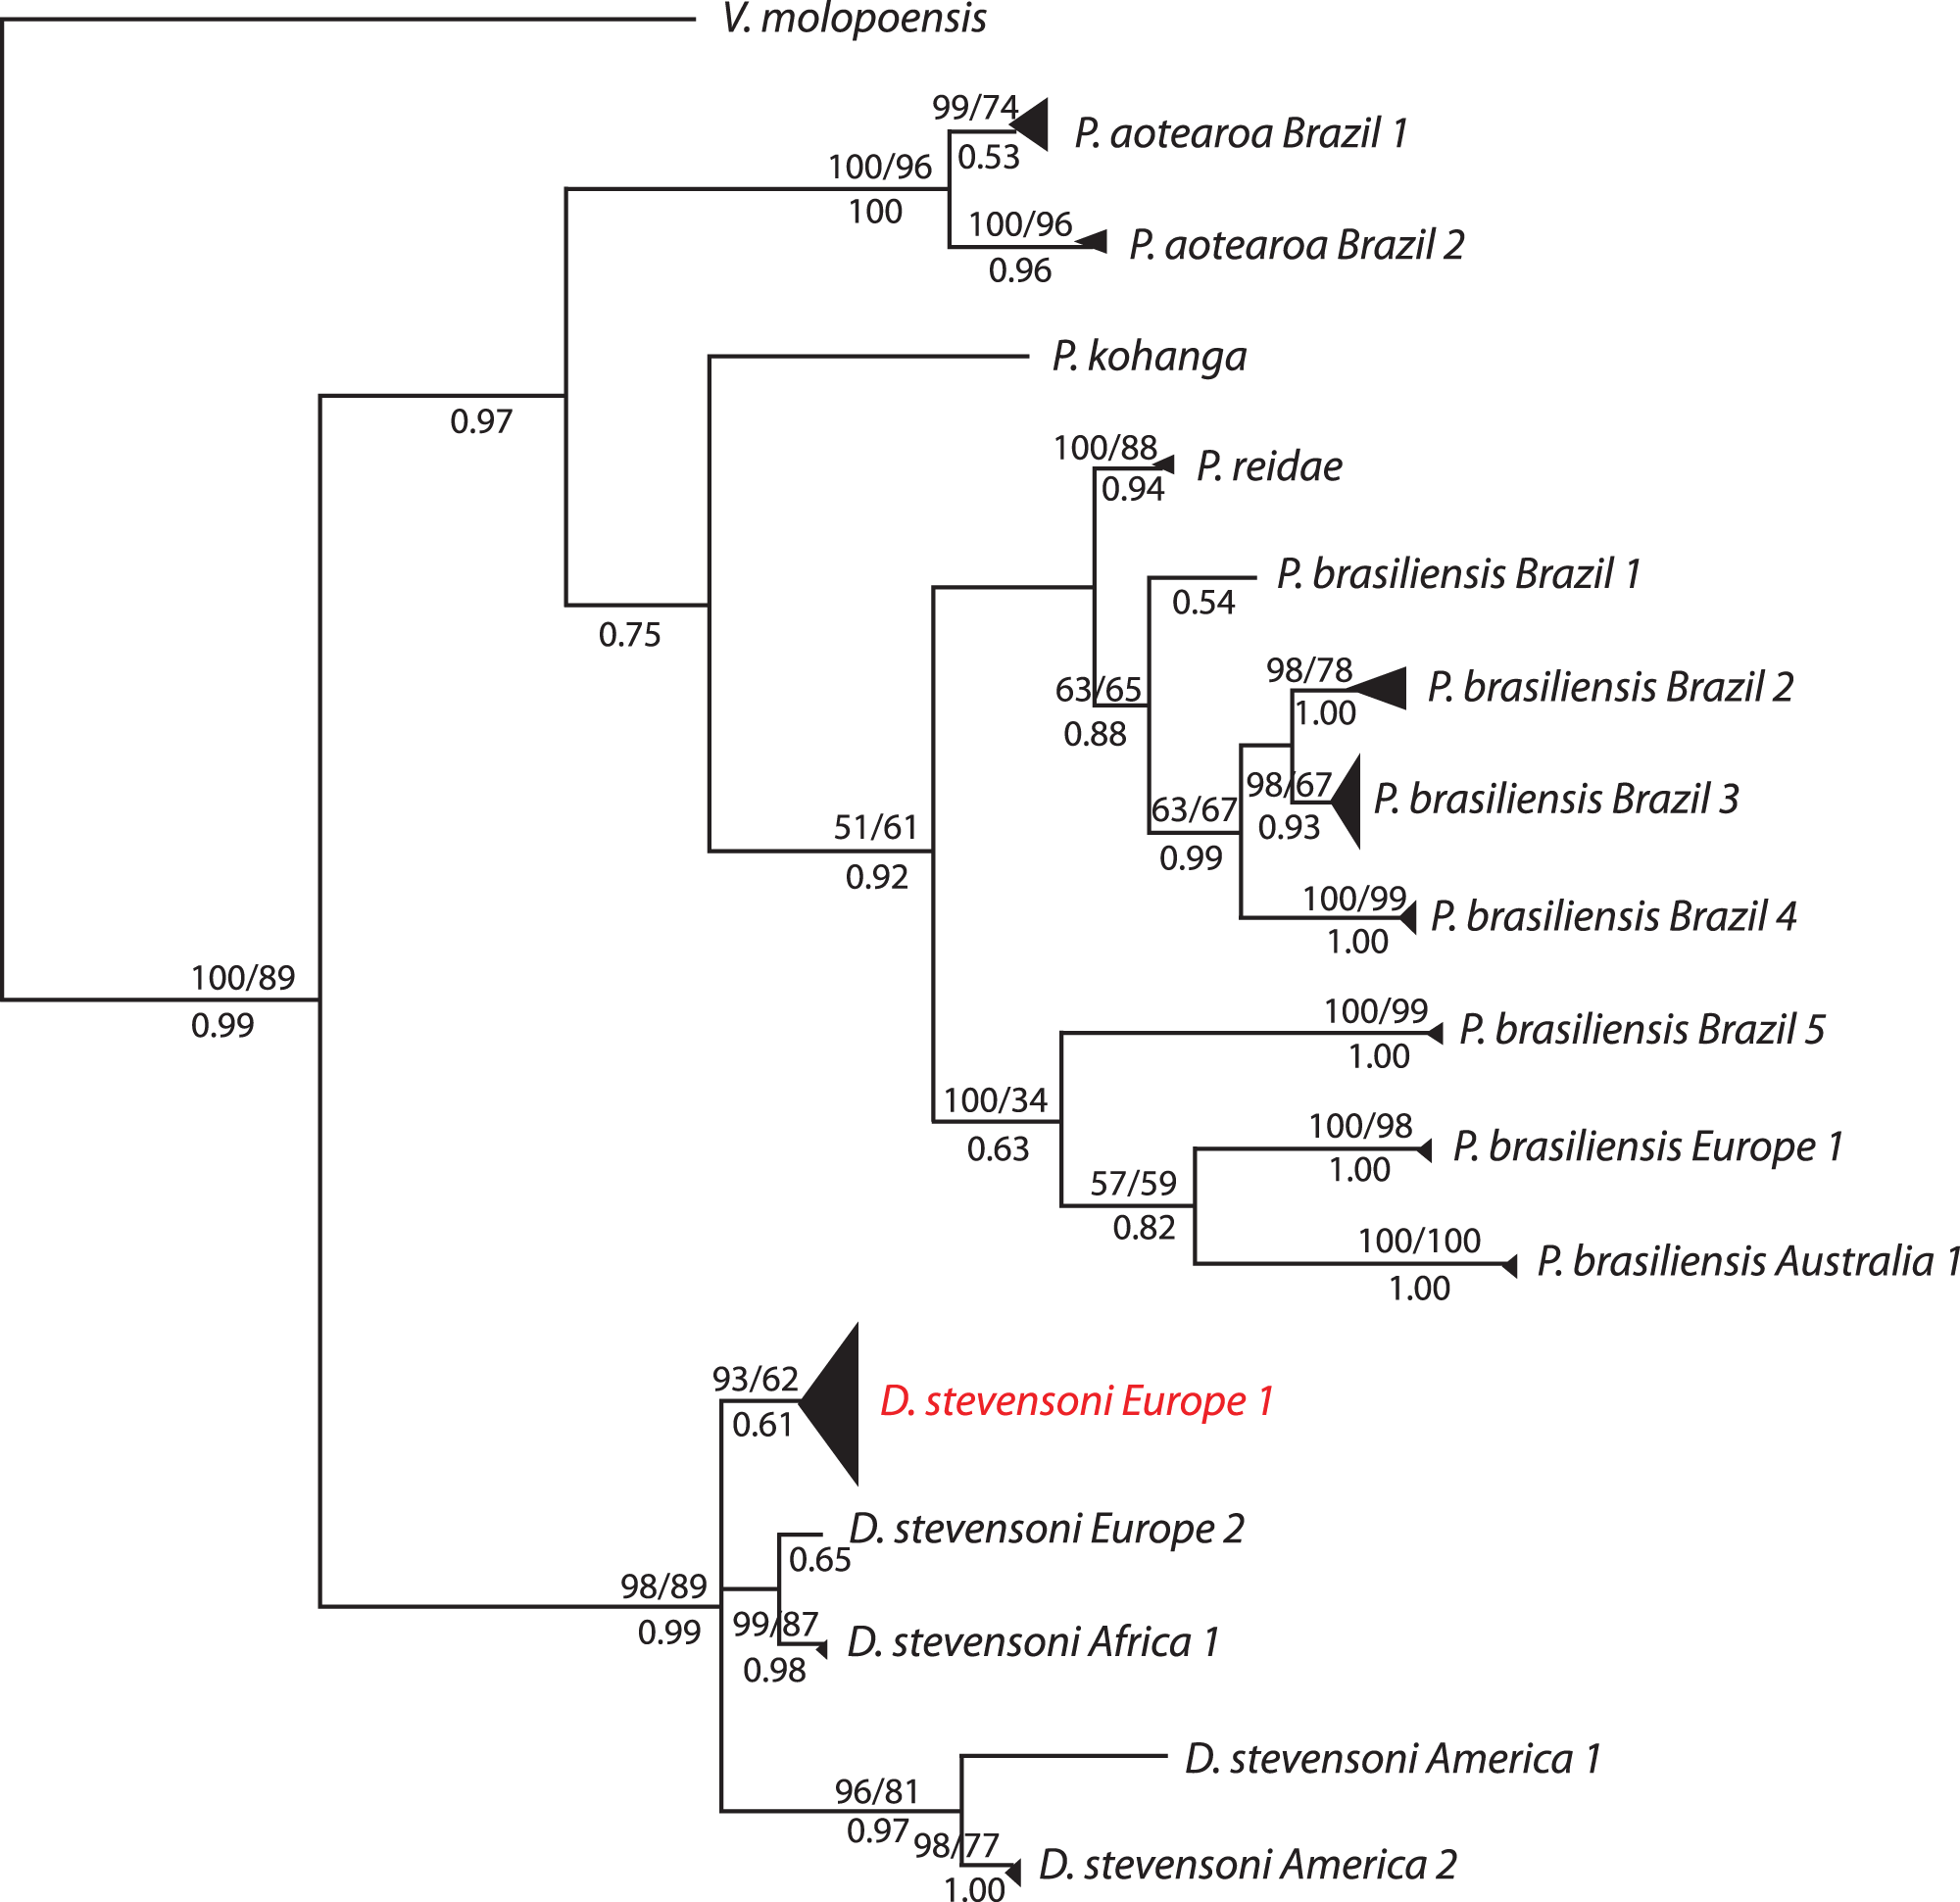 V. molopoensis
99/74
P. aotearoa Brazil 1
0.53
100/96
100
100/96
P. aotearoa Brazil 2
0.96
P. kohanga
0.97
100/88
P. reidae
0.94
P. brasiliensis Brazil 1
0.54
0.75
98/78
P. brasiliensis Brazil 2
1.00
63/65
0.88
98/67
P. brasiliensis Brazil 3
0.93
63/67
0.99
51/61
0.92
100/99
P. brasiliensis Brazil 4
1.00
100/89
0.99
100/99
P. brasiliensis Brazil 5
1.00
100/34
0.63
100/98
P. brasiliensis Europe 1
1.00
57/59
0.82
100/100
P. brasiliensis Australia 1
1.00
93/62
D. stevensoni Europe 1
0.61
D. stevensoni Europe 2
0.65
98/89
0.99
99/87
D. stevensoni Africa 1
0.98
D. stevensoni America 1
96/81
0.97
98/77
D. stevensoni America 2
1.00